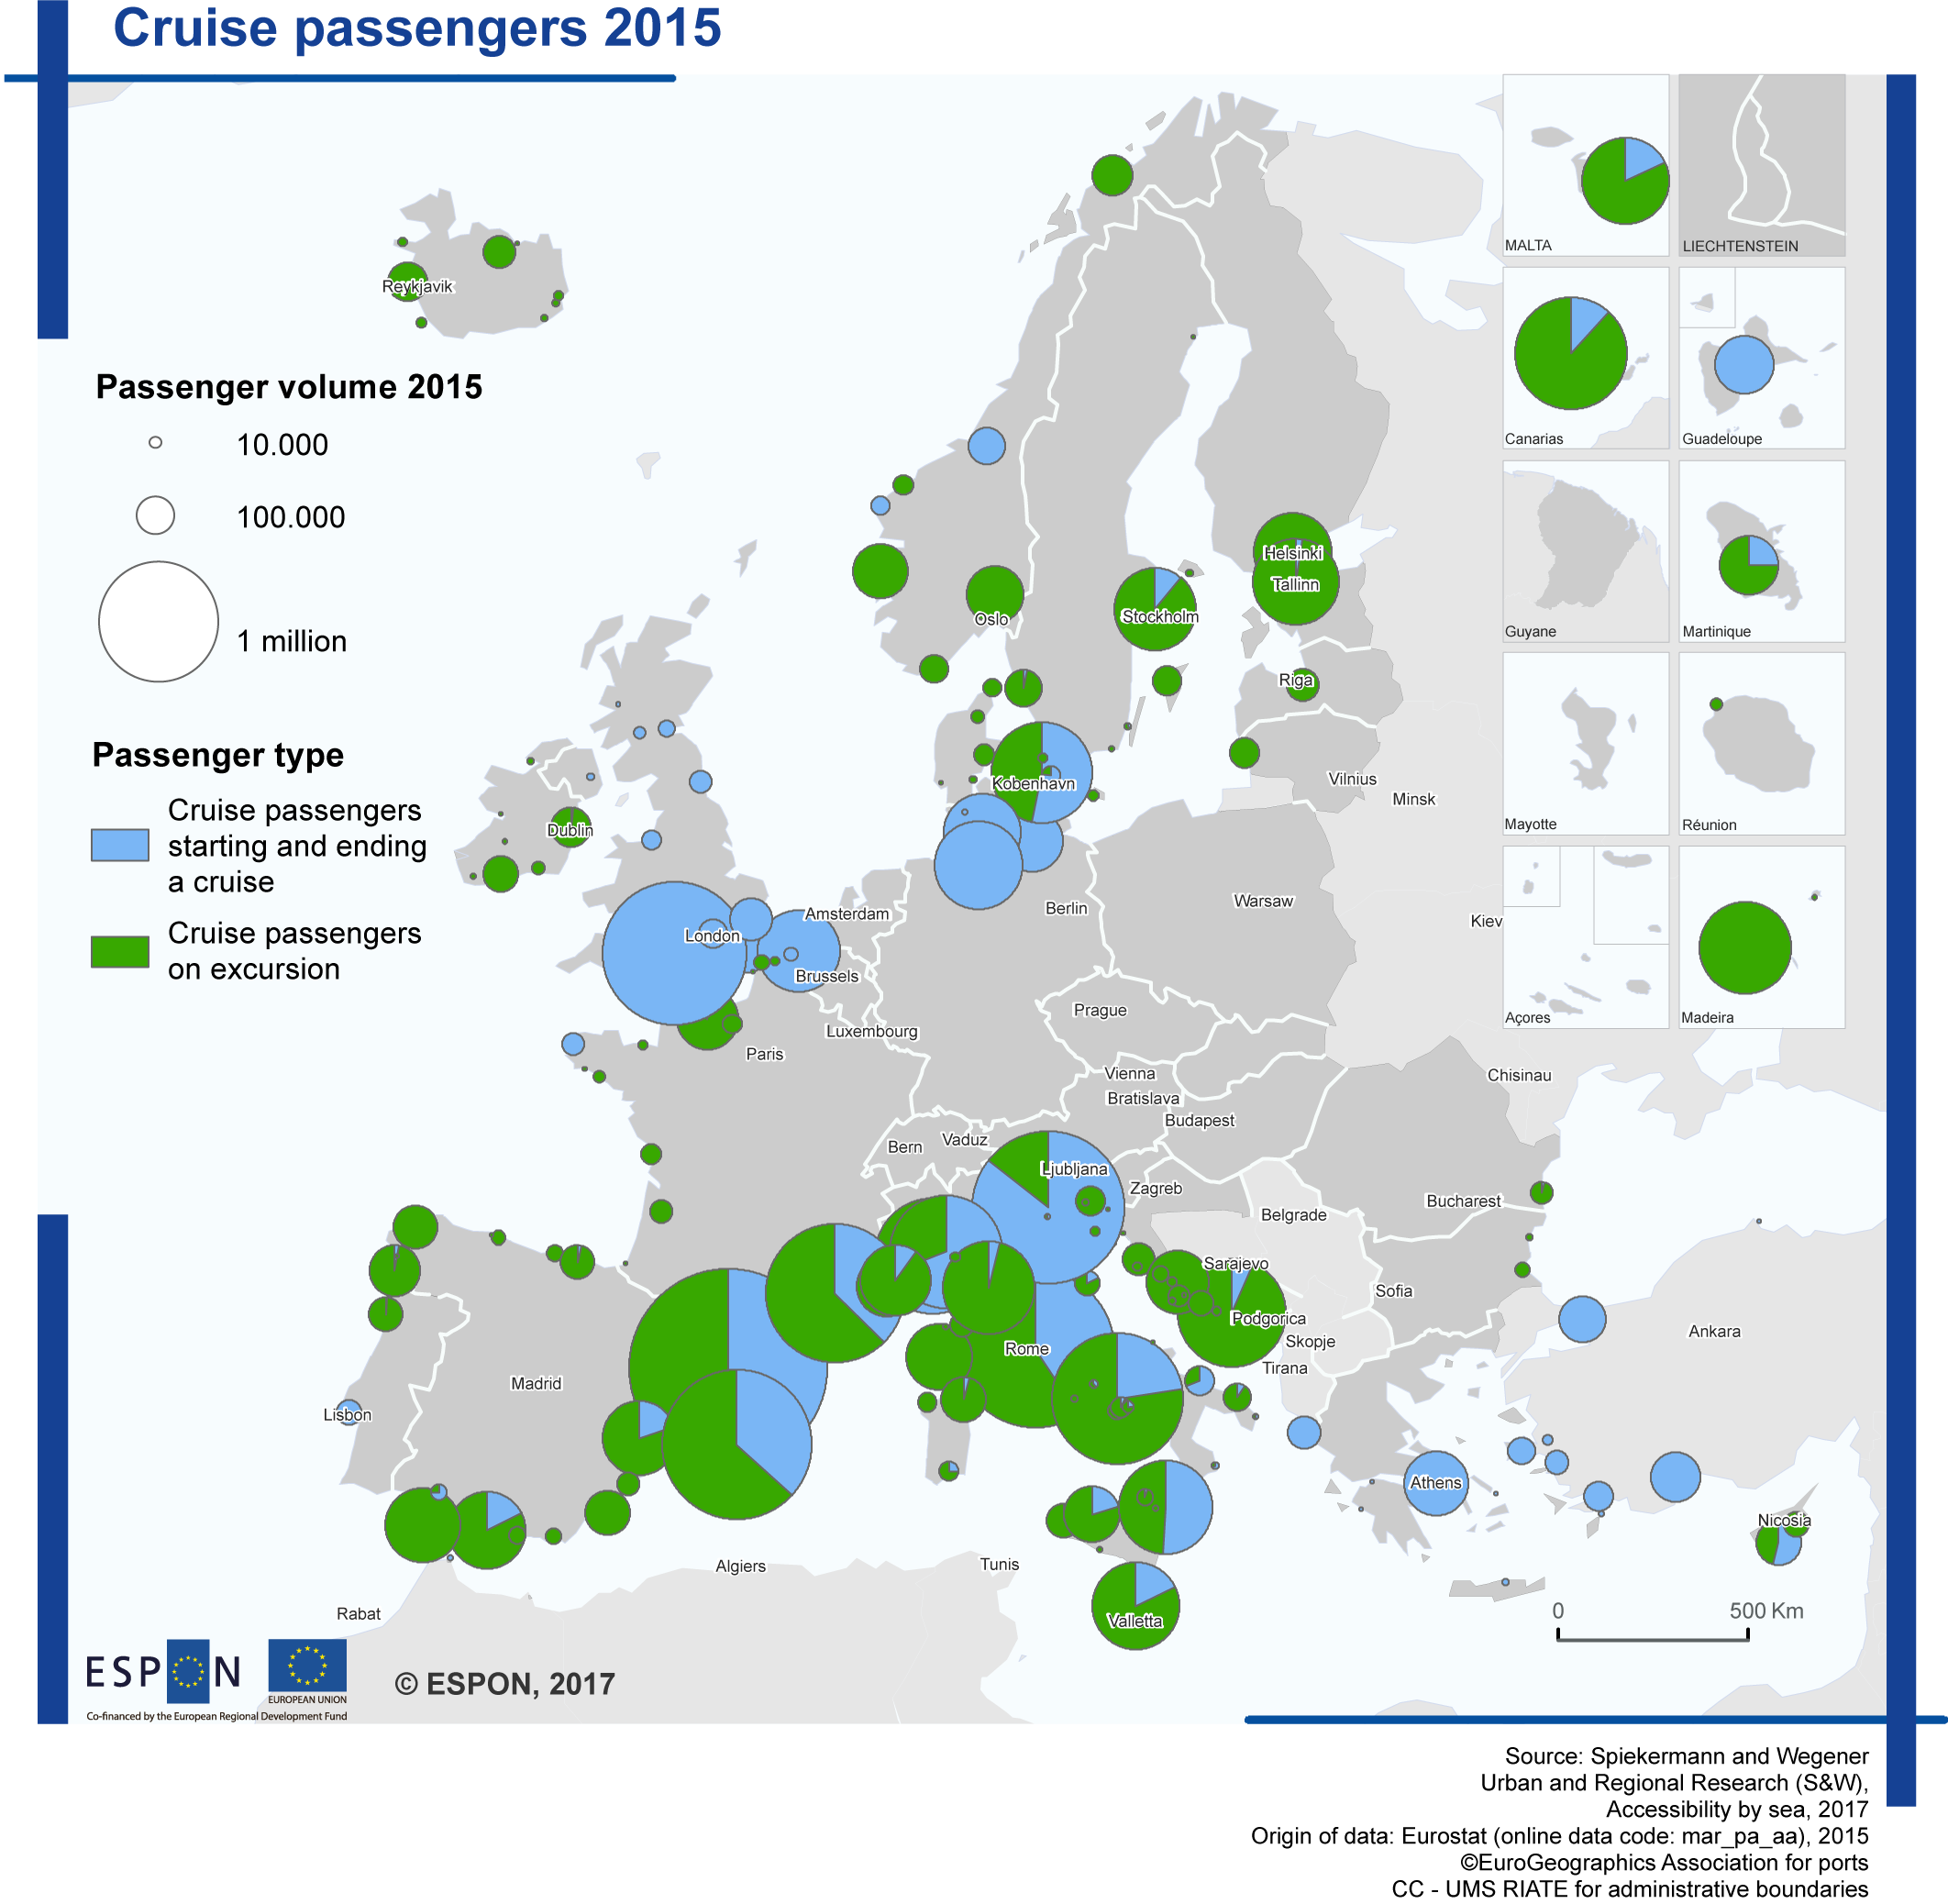 Cruise passengers 2015
MALTA
LIECHTENSTEIN
Reykjavik
Passenger volume 2015
10.000
100.000
1 million
Canarias
Guadeloupe
Helsinki
Tallinn
Stockholm
Oslo
Guyane
Martinique
Riga
Passenger type
Cruise passengers
starting and ending
a cruise
Cruise passengers
on excursion
Kobenhavn
Vilnius
Minsk
Mayotte
Réunion
Dublin
Amsterdam
Berlin
Warsaw
Kiev
London
Brussels
Prague
Açores
Madeira
Luxembourg
Paris
Vienna
Chisinau
Bratislava
Budapest
Bern
Vaduz
Ljubljana
Zagreb
Belgrade
Bucharest
Sarajevo
Sofia
Podgorica
Skopje
Ankara
Rome
Tirana
Madrid
Lisbon
Athens
Nicosia
Algiers
Tunis
Rabat
Valletta
0 500 Km
ESPON
EUROPEAN UNION
Co-financed by the European Regional Development Fund
© ESPON, 2017
Source: Spiekermann and Wegener
Urban and Regional Research (S&W),
Accessibility by sea, 2017
Origin of data: Eurostat (online data code: mar_pa_aa), 2015
©EuroGeographics Association for ports
CC - UMS RIATE for administrative boundaries